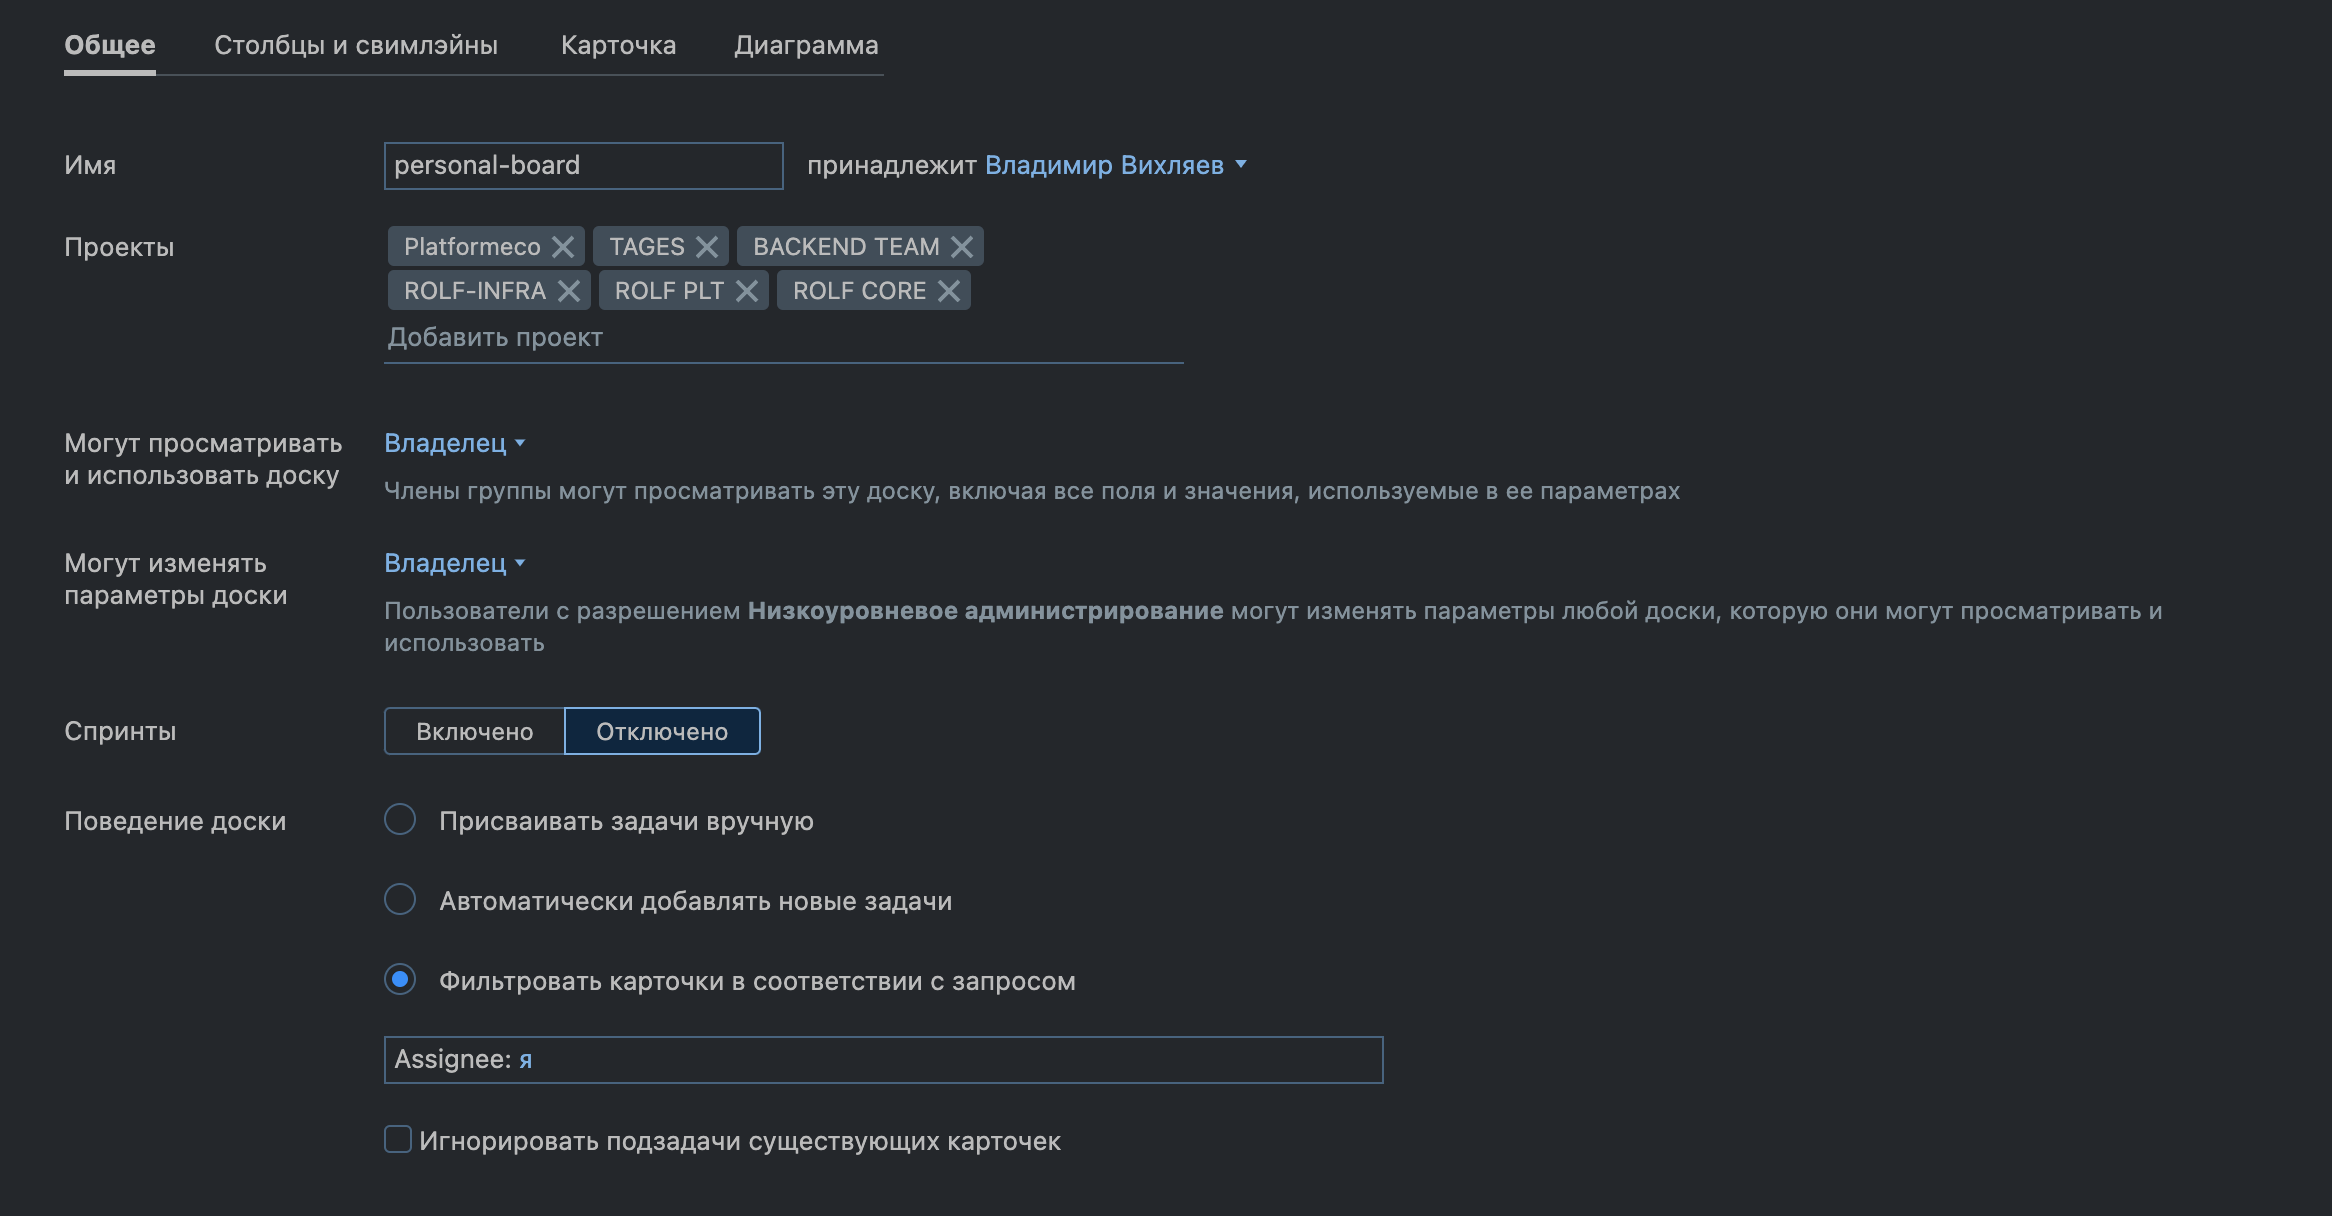 Общее Столбцы и свимлэйны Карточка Диаграмма
Имя personal-board принадлежит Владимир Вихляев
Проекты Platformeco TAGES BACKEND TEAM
ROLF-INFRA ROLF PLT ROLF CORE
Добавить проект
Могут просматривать Владелец
и использовать доску
Члены группы могут просматривать эту доску, включая все поля и значения, используемые в ее параметрах
Могут изменять Владелец
параметры доски
Пользователи с разрешением Низкоуровневое администрирование могут изменять параметры любой доски, которую они могут просматривать и
использовать
Спринты Включено Отключено
Поведение доски Присваивать задачи вручную
Автоматически добавлять новые задачи
Фильтровать карточки в соответствии с запросом
Assignee: я
Игнорировать подзадачи существующих карточек